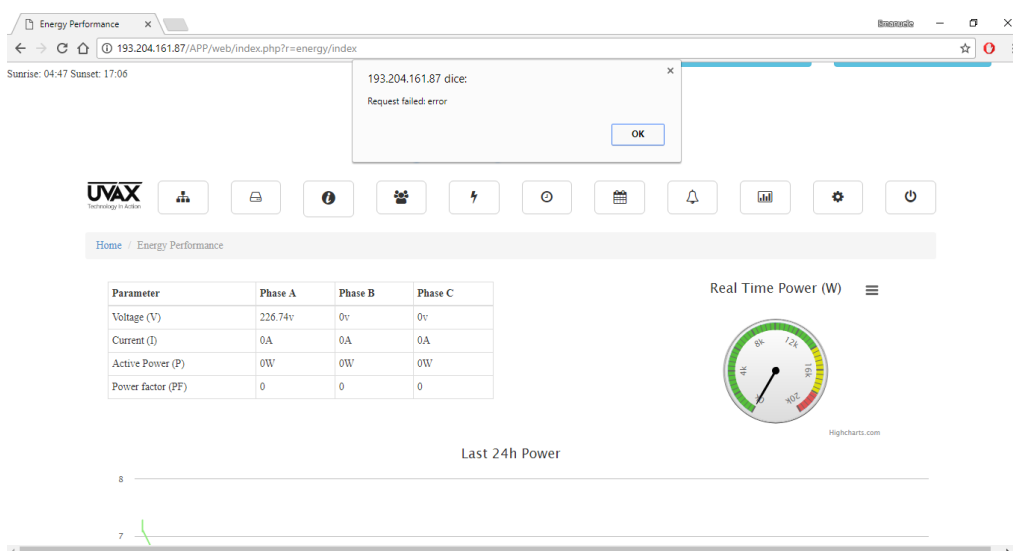 Energy Performance
Emanuele
193.204.161.87/APP/web/index.php?r=energy/index
Sunrise: 04:47 Sunset: 17:06
193.204.161.87 dice:
Request failed: error
OK
UVAX
Technology In Action
Home / Energy Performance
Parameter Phase A Phase B Phase C
Voltage (V) 226.74v 0v 0v
Current (I) 0A 0A 0A
Active Power (P) 0W 0W 0W
Power factor (PF) 0 0 0
Real Time Power (W)
0 4k 8k 12k 16k 20k
Highcharts.com
Last 24h Power
8
7